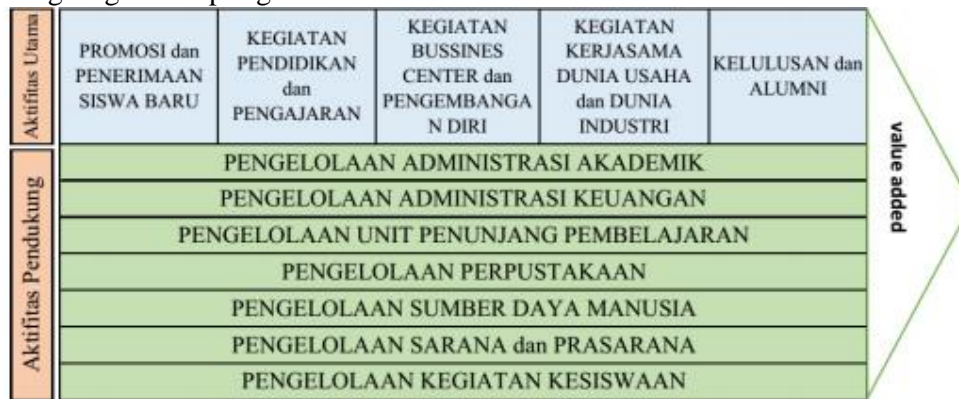 Aktifitas Utama
PROMOSI dan
PENERIMAAN
SISWA BARU
KEGIATAN
PENDIDIKAN
dan
PENGAJARAN
KEGIATAN
BUSSINES
CENTER dan
PENGEMBANGA
N DIRI
KEGIATAN
KERJASAMA
DUNIA USAHA
dan DUNIA
INDUSTRI
KELULUSAN dan
ALUMNI
Aktifitas Pendukung
PENGELOLAAN ADMINISTRASI AKADEMIK
PENGELOLAAN ADMINISTRASI KEUANGAN
PENGELOLAAN UNIT PENUNJANG PEMBELAJARAN
PENGELOLAAN PERPUSTAKAAN
PENGELOLAAN SUMBER DAYA MANUSIA
PENGELOLAAN SARANA dan PRASARANA
PENGELOLAAN KEGIATAN KESISWAAN
value added